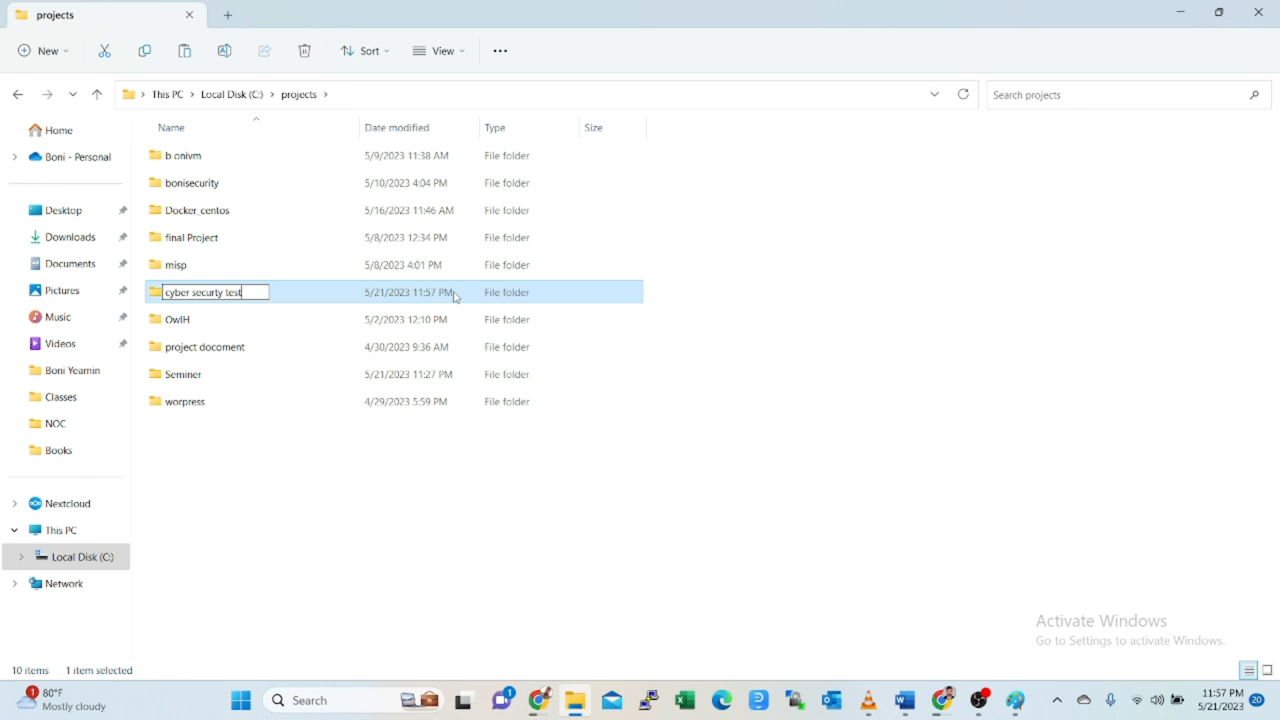 projects
New
Sort
View
This PC > Local Disk (C:) > projects >
Search projects
Name Date modified Type Size
Home
Boni - Personal
Desktop
Downloads
Documents
Pictures
Music
Videos
Boni Yeamin
Classes
NOC
Books
Nextcloud
This PC
Local Disk (C:)
Network
b onivm 5/9/2023 11:38 AM File folder
bonisecurity 5/10/2023 4:04 PM File folder
Docker_centos 5/16/2023 11:46 AM File folder
final Project 5/8/2023 12:34 PM File folder
misp 5/8/2023 4:01 PM File folder
cyber securty test 5/21/2023 11:57 PM File folder
OwlH 5/2/2023 12:10 PM File folder
project docoment 4/30/2023 9:36 AM File folder
Seminer 5/21/2023 11:27 PM File folder
worpress 4/29/2023 5:59 PM File folder
Activate Windows
Go to Settings to activate Windows.
10 items 1 item selected
1
80°F
Mostly cloudy
Search
1
11:57 PM
5/21/2023
20